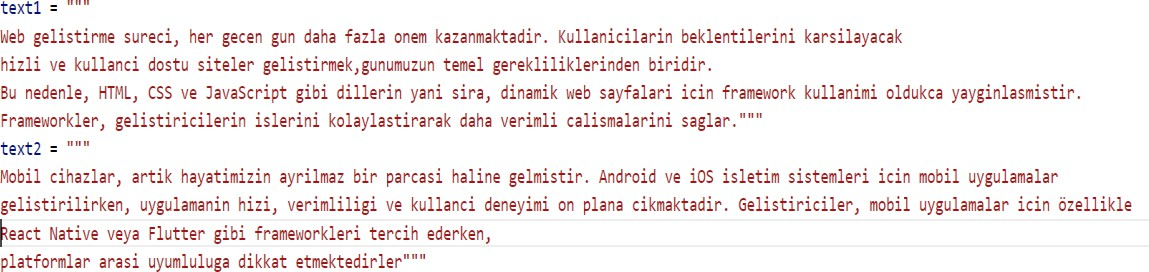 text1 = """
Web gelistirme sureci, her gecen gun daha fazla onem kazanmaktadir. Kullanicilarin beklentilerini karsilayacak
hizli ve kullanci dostu siteler gelistirmek,gunumuzun temel gerekliliklerinden biridir.
Bu nedenle, HTML, CSS ve JavaScript gibi dillerin yani sira, dinamik web sayfalari icin framework kullanimi oldukca yayginlasmistir.
Frameworkler, gelistiricilerin islerini kolaylastirarak daha verimli calismalarini saglar."""
text2 = """
Mobil cihazlar, artik hayatimizin ayrilmaz bir parcasi haline gelmistir. Android ve iOS isletim sistemleri icin mobil uygulamalar
gelistirilirken, uygulamanin hizi, verimliligi ve kullanci deneyimi on plana cikmaktadir. Gelistiriciler, mobil uygulamalar icin özellikle
React Native veya Flutter gibi frameworkleri tercih ederken,
platformlar arasi uyumluluga dikkat etmektedirler"""